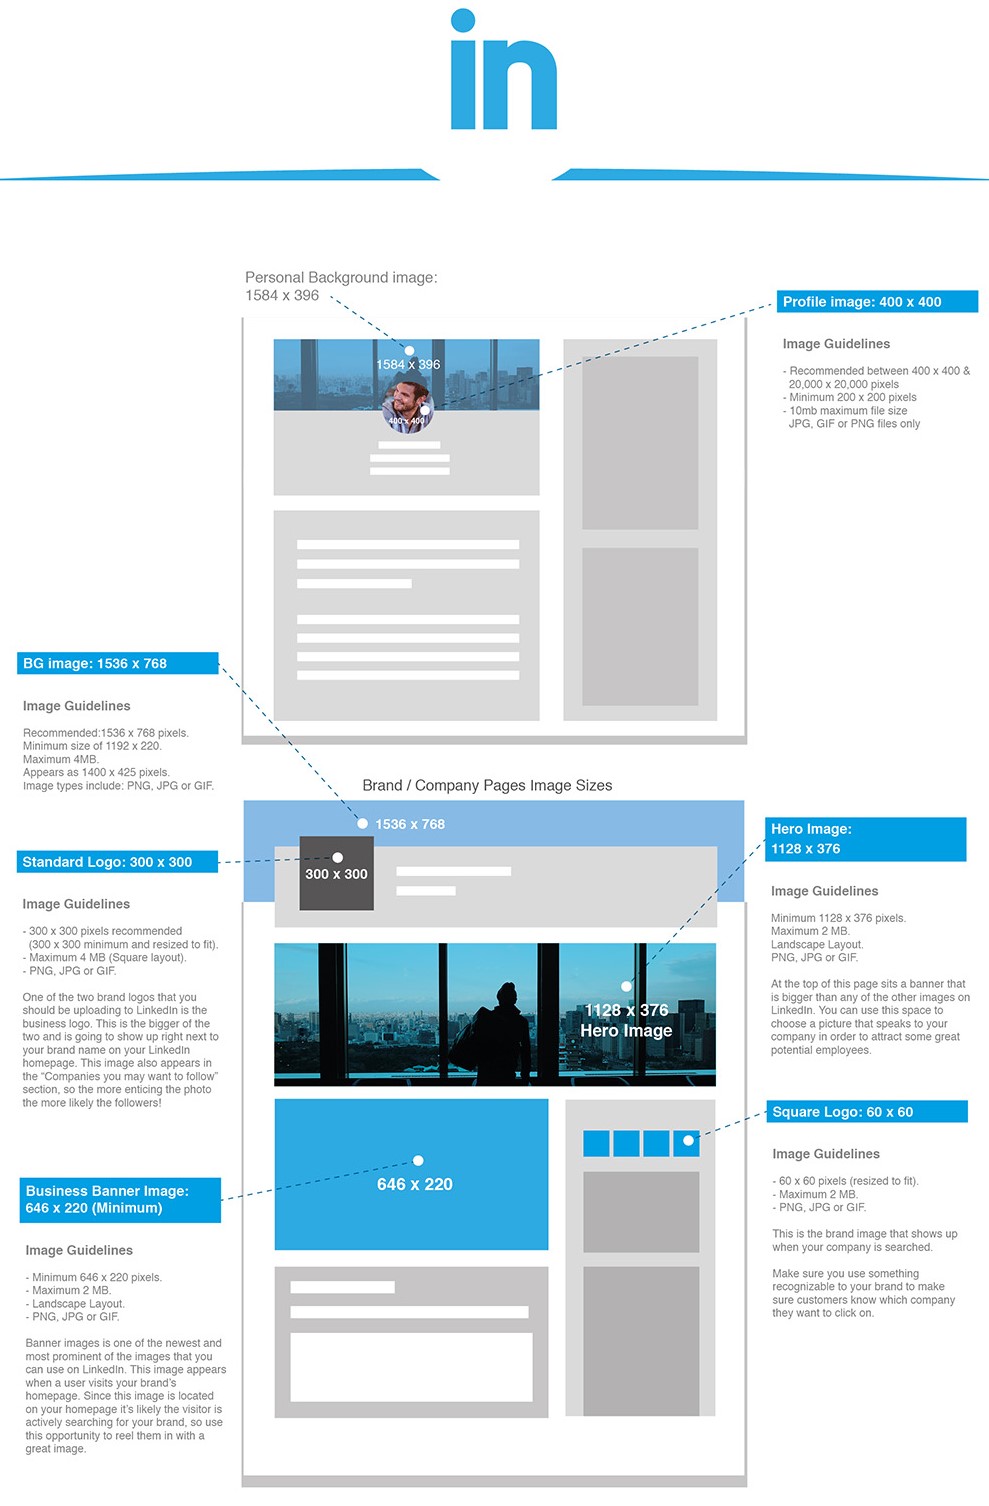 in
Personal Background image:
1584 x 396
Profile image: 400 x 400
Image Guidelines
- Recommended between 400 x 400 &
20,000 x 20,000 pixels
- Minimum 200 x 200 pixels
- 10mb maximum file size
JPG, GIF or PNG files only
1584 x 396
400 x 400
BG image: 1536 x 768
Image Guidelines
Recommended:1536 x 768 pixels.
Minimum size of 1192 x 220.
Maximum 4MB.
Appears as 1400 x 425 pixels.
Image types include: PNG, JPG or GIF.
Brand / Company Pages Image Sizes
1536 x 768
300 x 300
Standard Logo: 300 x 300
Image Guidelines
- 300 x 300 pixels recommended
(300 x 300 minimum and resized to fit).
- Maximum 4 MB (Square layout).
- PNG, JPG or GIF.
One of the two brand logos that you
should be uploading to LinkedIn is the
business logo. This is the bigger of the
two and is going to show up right next to
your brand name on your LinkedIn
homepage. This image also appears in
the “Companies you may want to follow”
section, so the more enticing the photo
the more likely the followers!
Hero Image:
1128 x 376
Image Guidelines
Minimum 1128 x 376 pixels.
Maximum 2 MB.
Landscape Layout.
PNG, JPG or GIF.
At the top of this page sits a banner that
is bigger than any of the other images on
LinkedIn. You can use this space to
choose a picture that speaks to your
company in order to attract some great
potential employees.
1128 x 376
Hero Image
646 x 220
Square Logo: 60 x 60
Image Guidelines
- 60 x 60 pixels (resized to fit).
- Maximum 2 MB.
- PNG, JPG or GIF.
This is the brand image that shows up
when your company is searched.
Make sure you use something
recognizable to your brand to make
sure customers know which company
they want to click on.
Business Banner Image:
646 x 220 (Minimum)
Image Guidelines
- Minimum 646 x 220 pixels.
- Maximum 2 MB.
- Landscape Layout.
- PNG, JPG or GIF.
Banner images is one of the newest and
most prominent of the images that you
can use on LinkedIn. This image appears
when a user visits your brand’s
homepage. Since this image is located
on your homepage it’s likely the visitor is
actively searching for your brand, so use
this opportunity to reel them in with a
great image.